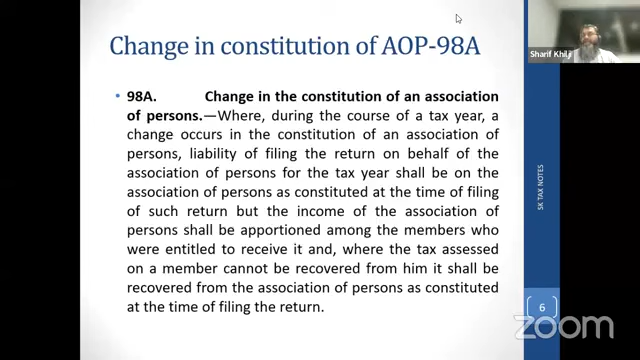 Change in constitution of AOP-98A
Sharif Khilji
• 98A. Change in the constitution of an association
of persons.—Where, during the course of a tax year, a
change occurs in the constitution of an association of
persons, liability of filing the return on behalf of the
association of persons for the tax year shall be on the
association of persons as constituted at the time of filing
of such return but the income of the association of
persons shall be apportioned among the members who
were entitled to receive it and, where the tax assessed
on a member cannot be recovered from him it shall be
recovered from the association of persons as constituted
at the time of filing the return.
SK TAX NOTES
6
zoom